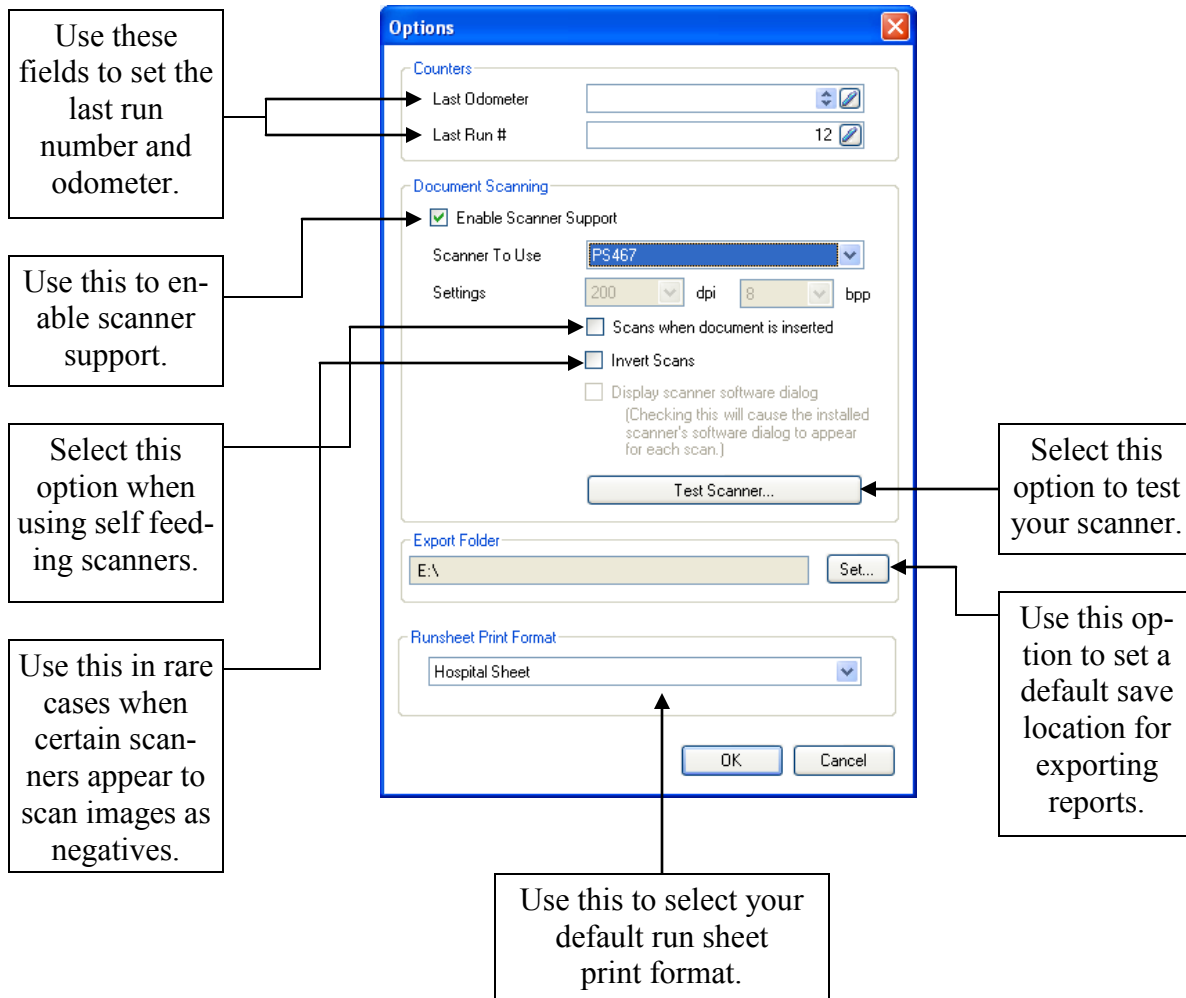 Use these
fields to set the
last run
number and
odometer.
Use this to en-
able scanner
support.
Select this
option when
using self feed-
ing scanners.
Use this in rare
cases when
certain scan-
ners appear to
scan images as
negatives.
Options
Counters
Last Odometer
Last Run # 12
Document Scanning
Enable Scanner Support
Scanner To Use PS467
Settings 200 dpi 8 bpp
Scans when document is inserted
Invert Scans
Display scanner software dialog
(Checking this will cause the installed
scanner's software dialog to appear
for each scan.)
Test Scanner...
Export Folder
E:\ Set...
Runsheet Print Format
Hospital Sheet
OK Cancel
Select this
option to test
your scanner.
Use this op-
tion to set a
default save
location for
exporting
reports.
Use this to select your
default run sheet
print format.